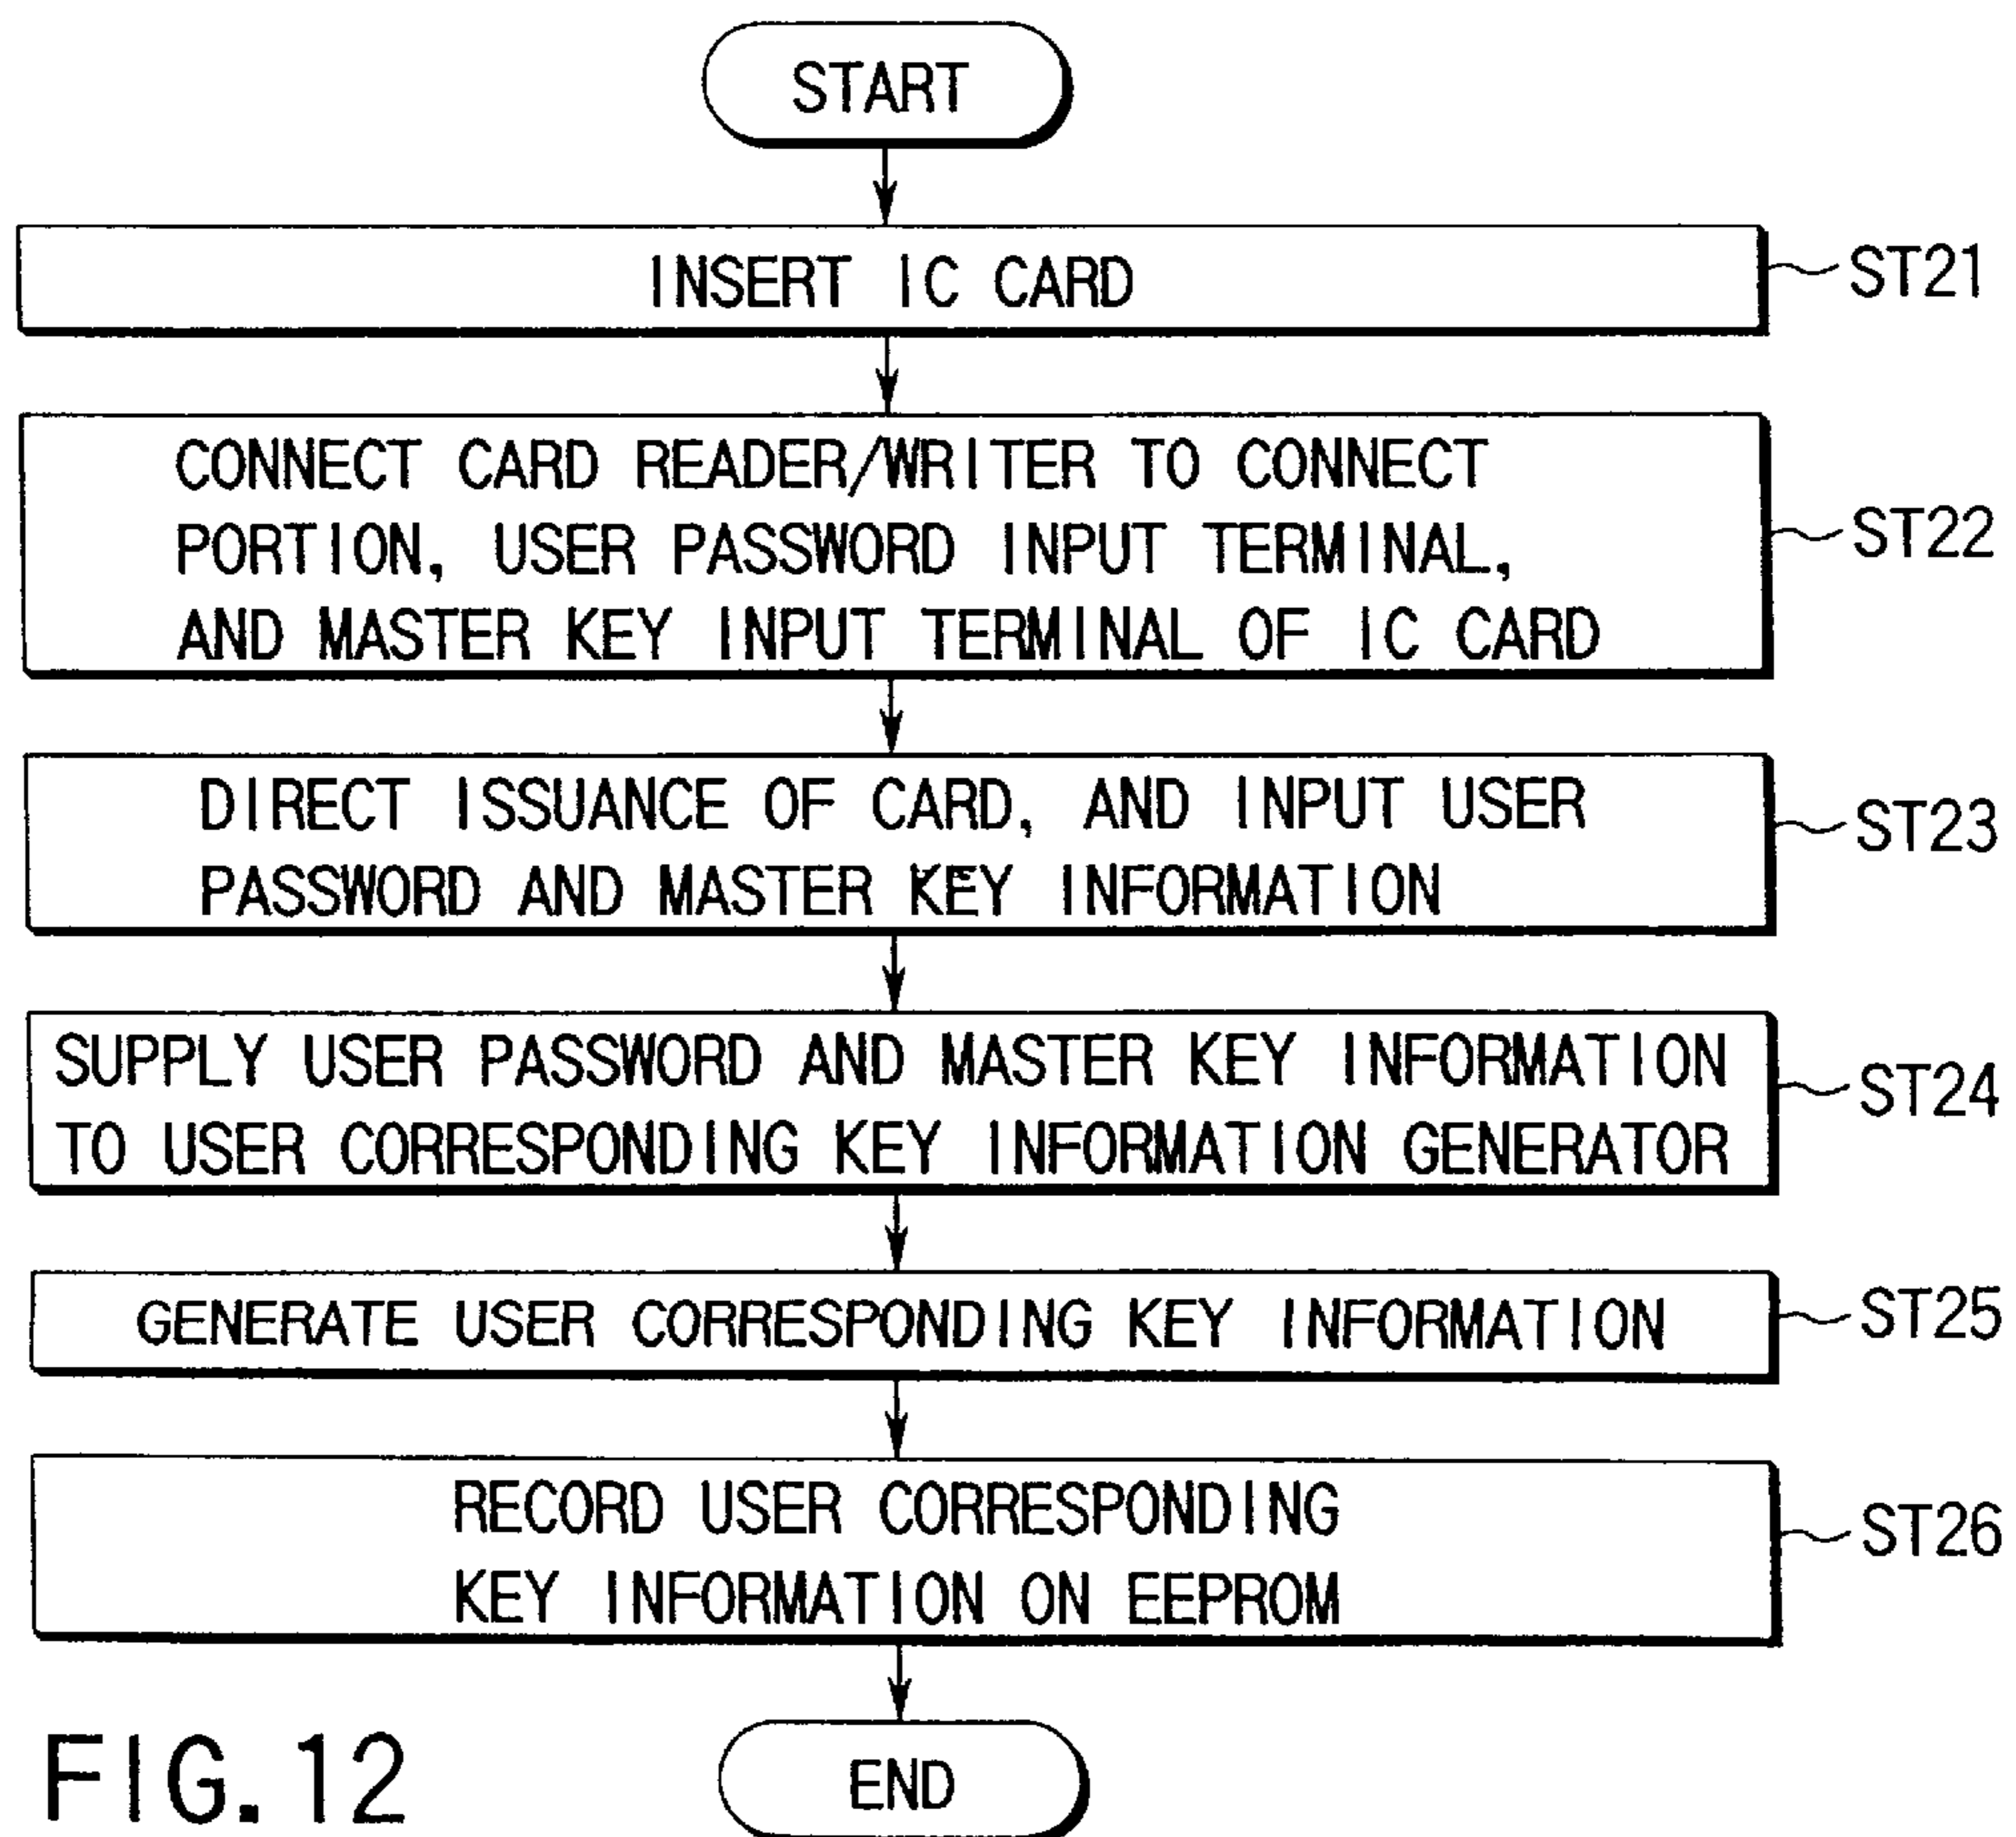 START
INSERT IC CARD
ST21
CONNECT CARD READER/WRITER TO CONNECT
PORTION, USER PASSWORD INPUT TERMINAL,
AND MASTER KEY INPUT TERMINAL OF IC CARD
ST22
DIRECT ISSUANCE OF CARD, AND INPUT USER
PASSWORD AND MASTER KEY INFORMATION
ST23
SUPPLY USER PASSWORD AND MASTER KEY INFORMATION
TO USER CORRESPONDING KEY INFORMATION GENERATOR
ST24
GENERATE USER CORRESPONDING KEY INFORMATION
ST25
RECORD USER CORRESPONDING
KEY INFORMATION ON EEPROM
ST26
END
FIG.12